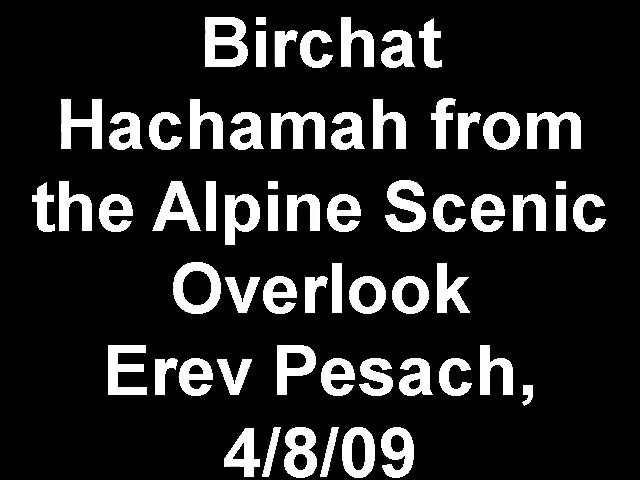 Birchat
Hachamah from
the Alpine Scenic
Overlook
Erev Pesach,
4/8/09